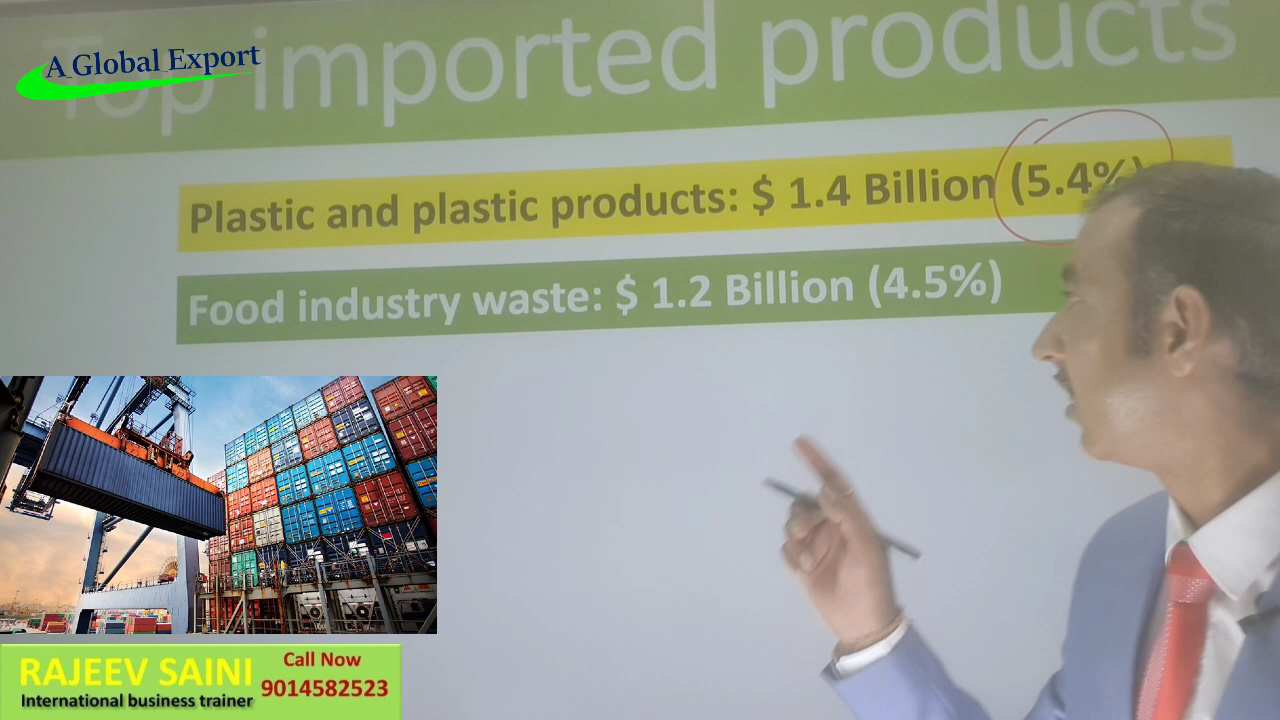 Top imported products
A Global Export
Plastic and plastic products: $ 1.4 Billion (5.4%)
Food industry waste: $ 1.2 Billion (4.5%)
RAJEEV SAINI
International business trainer
Call Now
9014582523